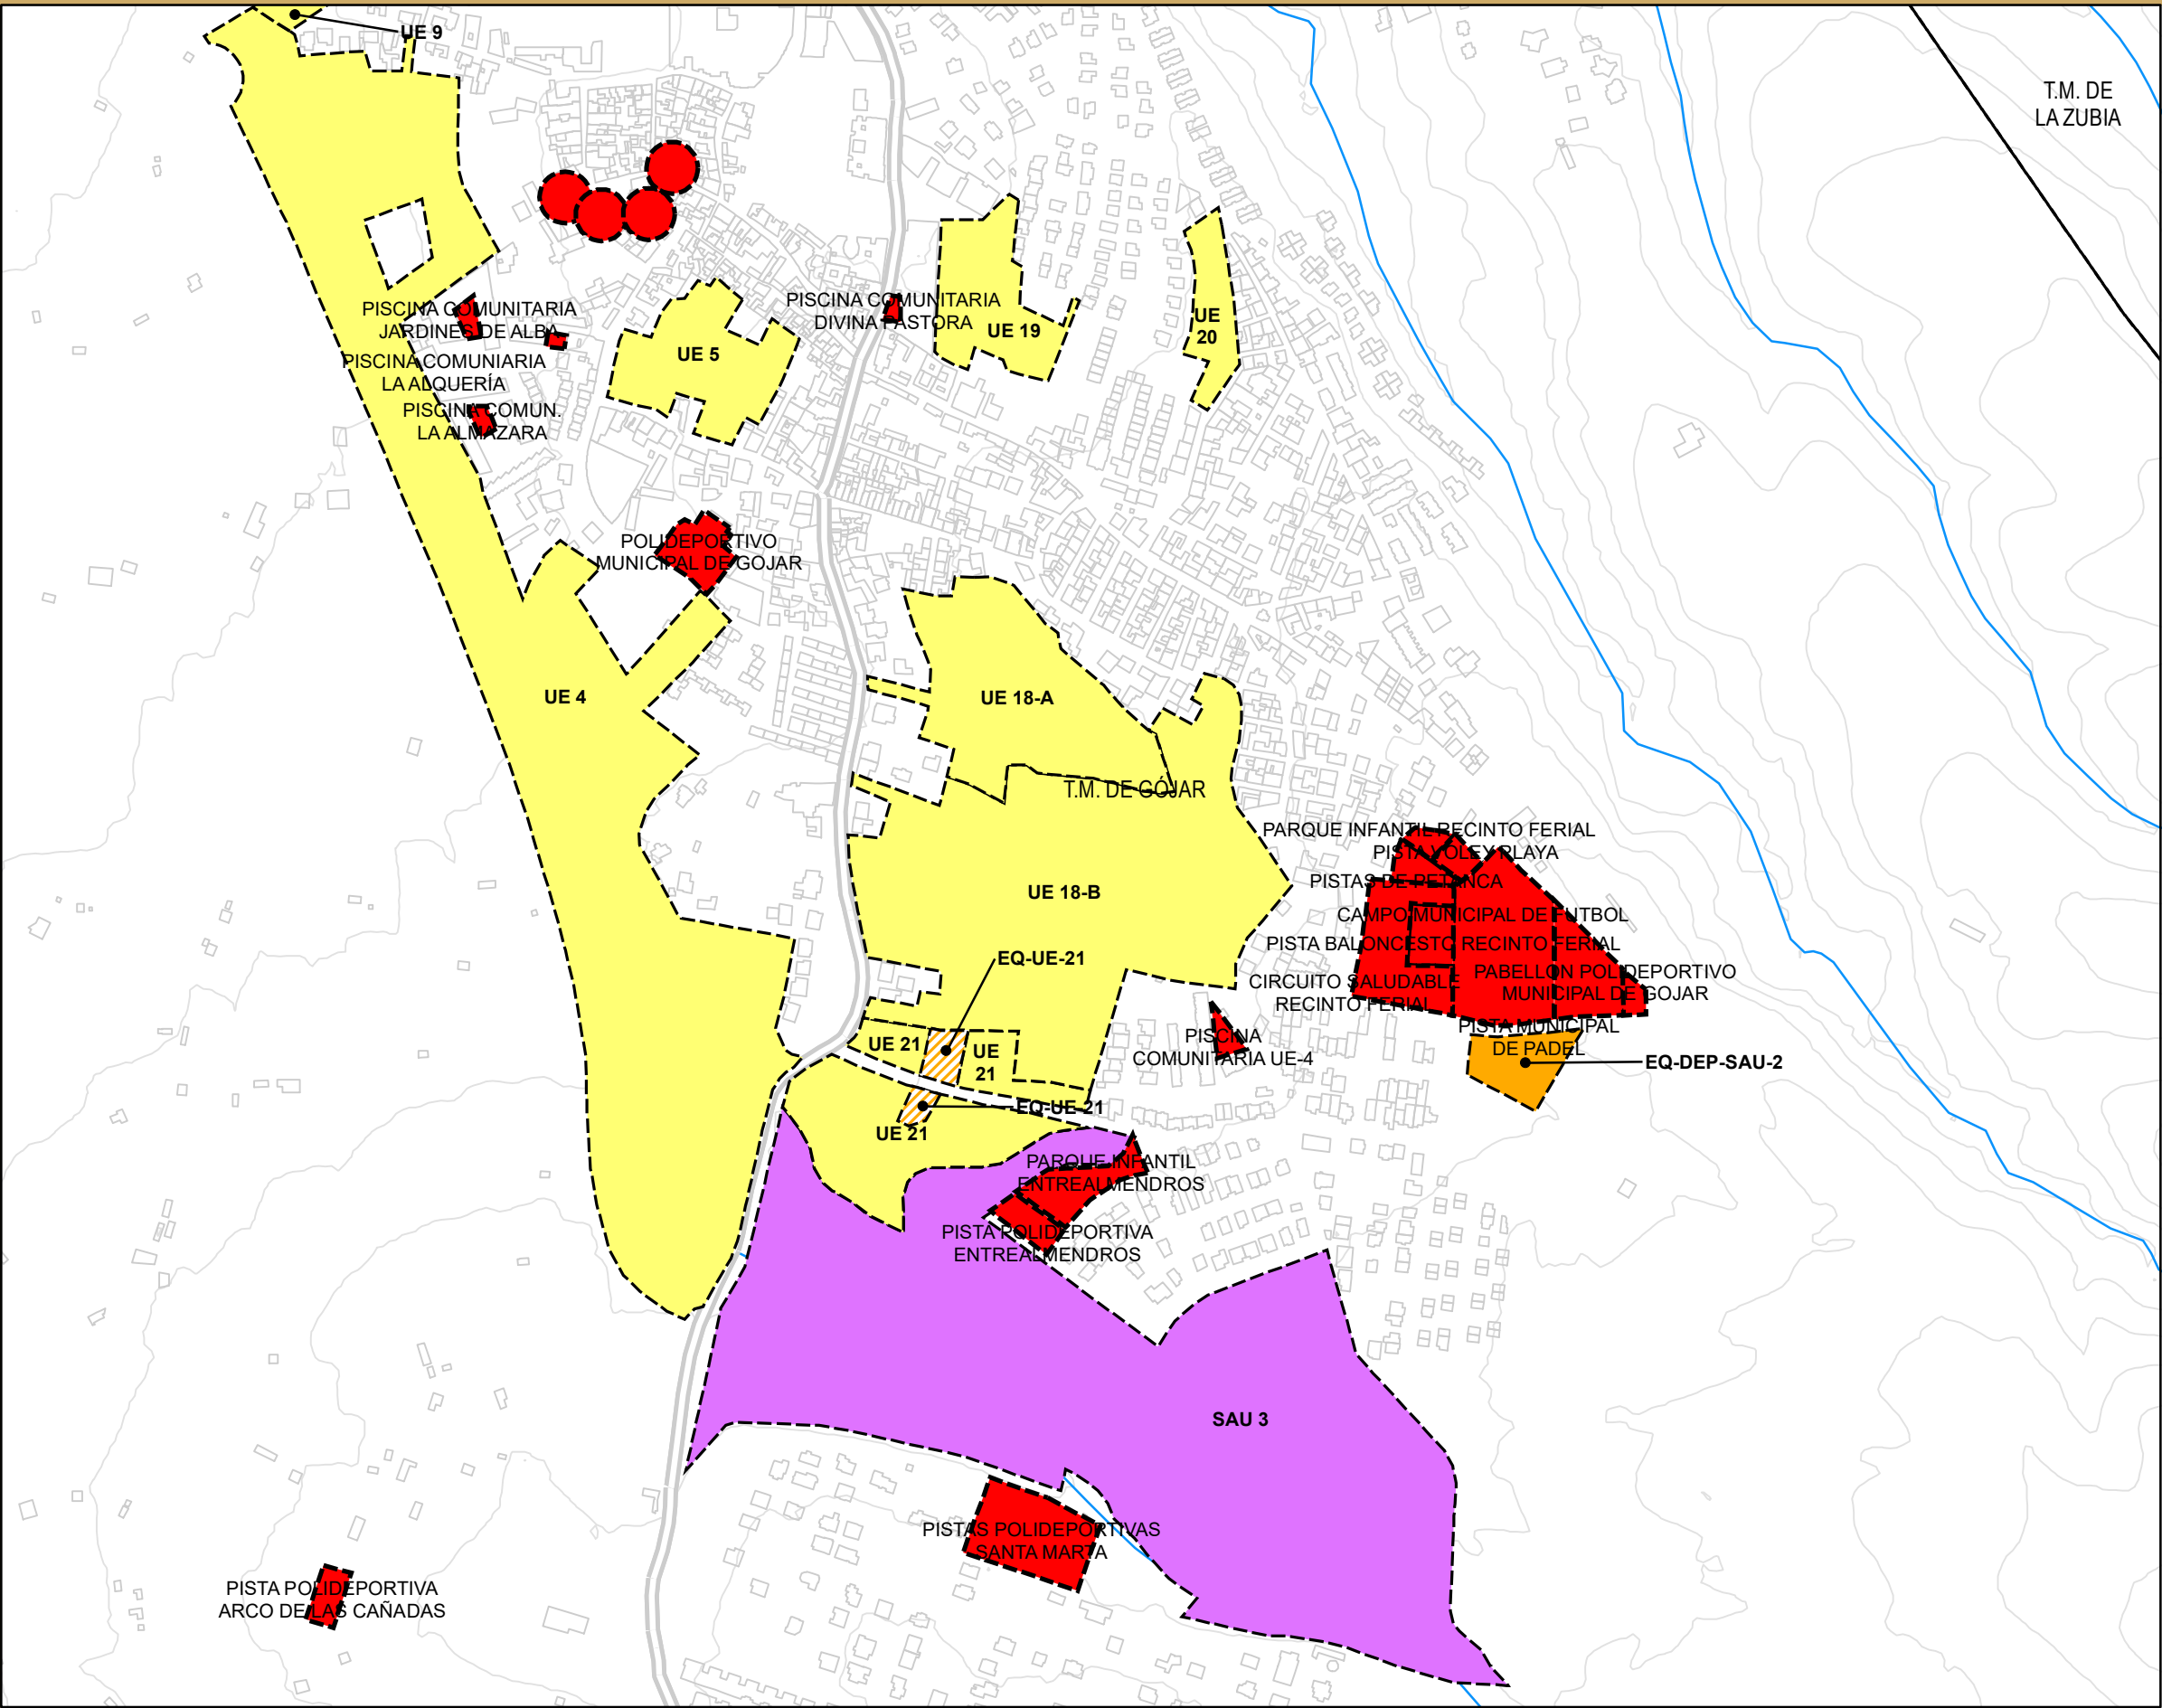 UE 9
T.M. DE
LA ZUBIA
PISCINA COMUNITARIA
JARDINES DE ALBA
PISCINA COMUNITARIA
DIVINA PASTORA
UE 19
UE
20
UE 5
PISCINA COMUNIARIA
LA ALQUERÍA
PISCINA COMUN.
LA ALMAZARA
POLIDEPORTIVO
MUNICIPAL DE GOJAR
UE 4
UE 18-A
T.M. DE GÓJAR
PARQUE INFANTIL RECINTO FERIAL
PISTA VOLEY PLAYA
PISTAS DE PETANCA
UE 18-B
CAMPO MUNICIPAL DE FUTBOL
PISTA BALONCESTO RECINTO FERIAL
EQ-UE-21
CIRCUITO SALUDABLE
RECINTO FERIAL
PABELLON POLIDEPORTIVO
MUNICIPAL DE GOJAR
PISTA MUNICIPAL
DE PADEL
PISCINA
COMUNITARIA UE-4
UE 21
UE
21
EQ-DEP-SAU-2
EQ-UE-21
UE 21
PARQUE INFANTIL
ENTREALMENDROS
PISTA POLIDEPORTIVA
ENTREALMENDROS
SAU 3
PISTAS POLIDEPORTIVAS
SANTA MARTA
PISTA POLIDEPORTIVA
ARCO DE LAS CAÑADAS